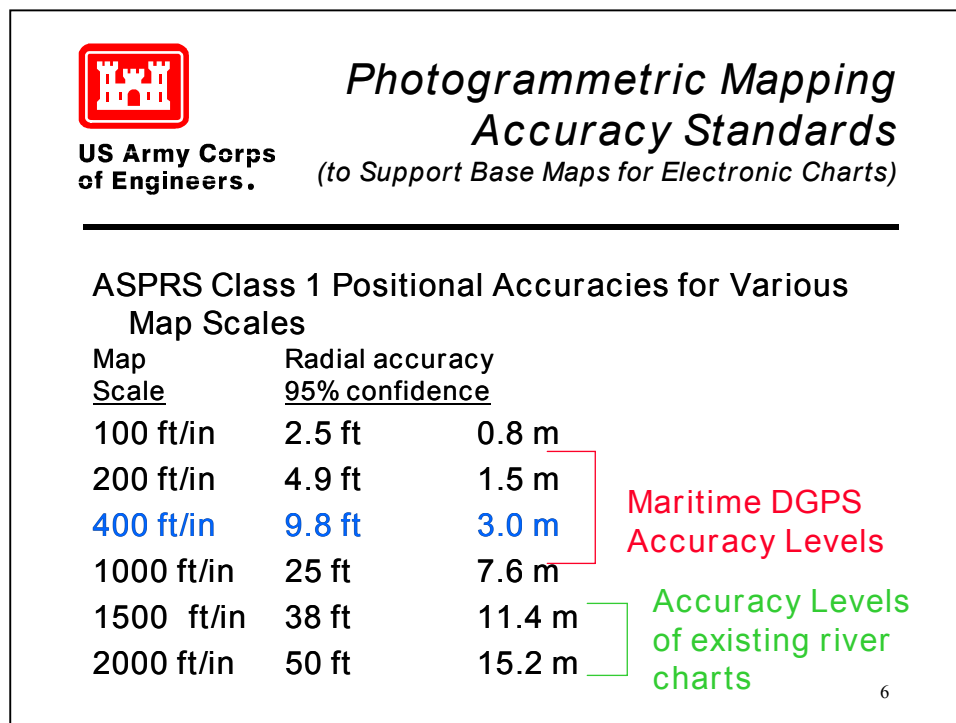 US Army Corps
of Engineers.
Photogrammetric Mapping
Accuracy Standards
(to Support Base Maps for Electronic Charts)
ASPRS Class 1 Positional Accuracies for Various
Map Scales
Map Radial accuracy
Scale 95% confidence
100 ft/in 2.5 ft 0.8 m
200 ft/in 4.9 ft 1.5 m
400 ft/in 9.8 ft 3.0 m
1000 ft/in 25 ft 7.6 m
1500 ft/in 38 ft 11.4 m
2000 ft/in 50 ft 15.2 m
Maritime DGPS
Accuracy Levels
Accuracy Levels
of existing river
charts
6